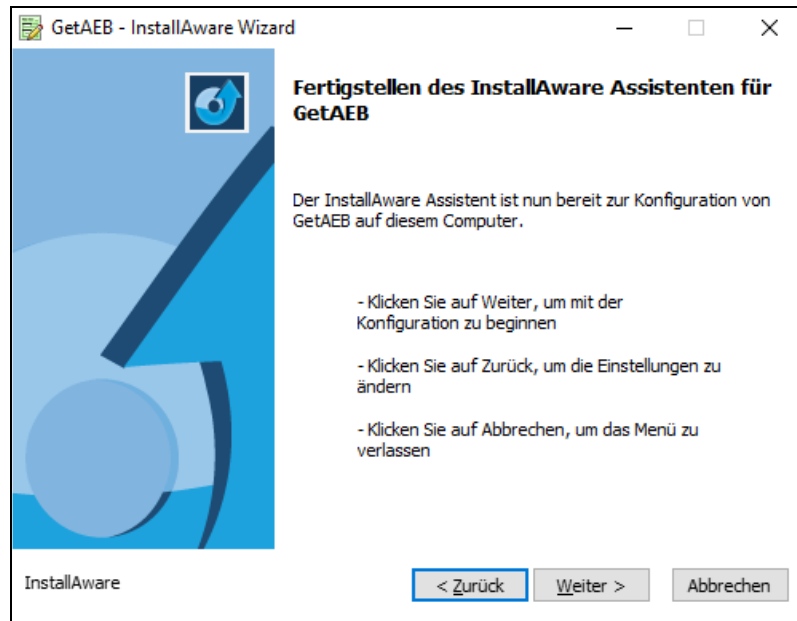 GetAEB - InstallAware Wizard
Fertigstellen des InstallAware Assistenten für
GetAEB
Der InstallAware Assistent ist nun bereit zur Konfiguration von
GetAEB auf diesem Computer.
- Klicken Sie auf Weiter, um mit der
Konfiguration zu beginnen
- Klicken Sie auf Zurück, um die Einstellungen zu
ändern
- Klicken Sie auf Abbrechen, um das Menü zu
verlassen
InstallAware
< Zurück
Weiter >
Abbrechen